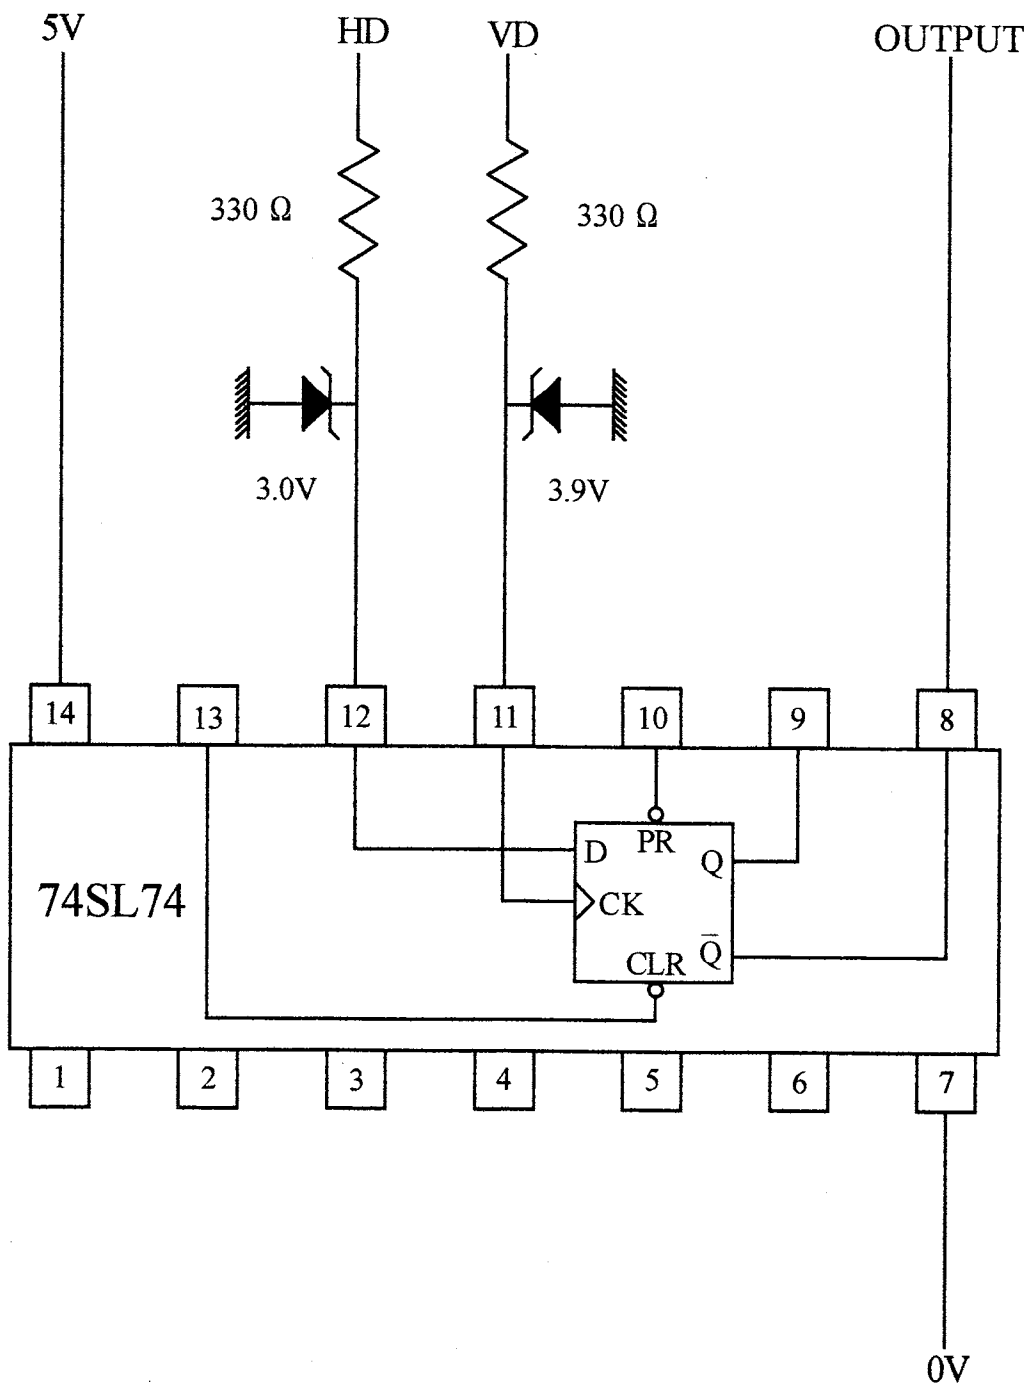 5V HD VD OUTPUT
330 Ω 330 Ω
3.0V 3.9V
14 13 12 11 10 9 8
D PR Q
74SL74 CK
CLR Q̅
1 2 3 4 5 6 7
0V